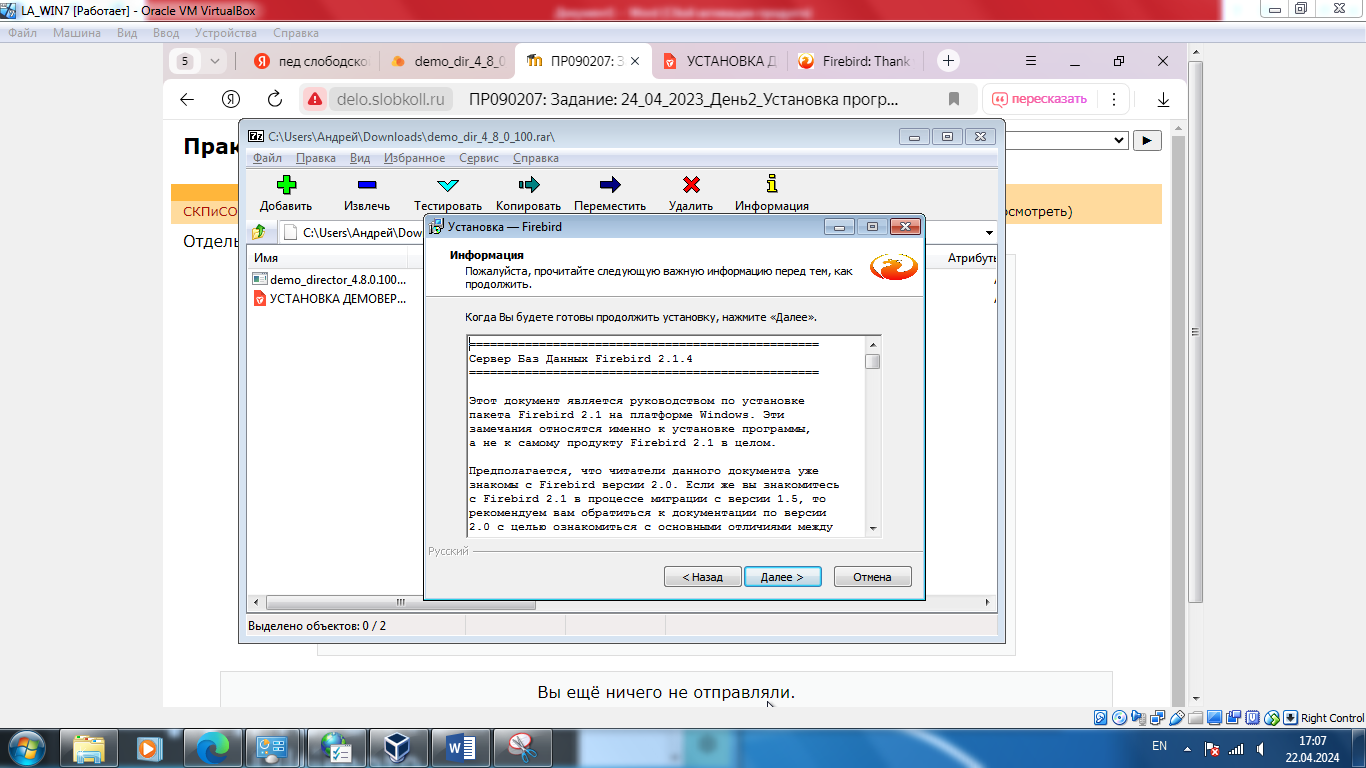 LA_WIN7 [Работает] - Oracle VM VirtualBox
Файл Машина Вид Ввод Устройства Справка
5 пед слободско demo_dir_4_8_0 ПР090207: З УСТАНОВКА Д Firebird: Thank
delo.slobkoll.ru ПР090207: Задание: 24_04_2023_День2_Установка прогр... пересказать
Прак
C:\Users\Андрей\Downloads\demo_dir_4_8_0_100.rar\
Файл Правка Вид Избранное Сервис Справка
Добавить Извлечь Тестировать Копировать Переместить Удалить Информация
СКПиСО осмотреть)
Отдель C:\Users\Андрей\Dow
Имя Атрибуть
demo_director_4.8.0.100...
УСТАНОВКА ДЕМОВЕР...
Установка — Firebird
Информация
Пожалуйста, прочитайте следующую важную информацию перед тем, как
продолжить.
Когда Вы будете готовы продолжить установку, нажмите «Далее».
==================================================
Сервер Баз Данных Firebird 2.1.4
==================================================
Этот документ является руководством по установке
пакета Firebird 2.1 на платформе Windows. Эти
замечания относятся именно к установке программы,
а не к самому продукту Firebird 2.1 в целом.
Предполагается, что читатели данного документа уже
знакомы с Firebird версии 2.0. Если же вы знакомитесь
с Firebird 2.1 в процессе миграции с версии 1.5, то
рекомендуем вам обратиться к документации по версии
2.0 с целью ознакомиться с основными отличиями между
Русский
< Назад Далее > Отмена
Выделено объектов: 0 / 2
Вы ещё ничего не отправляли.
Right Control
EN 17:07
22.04.2024